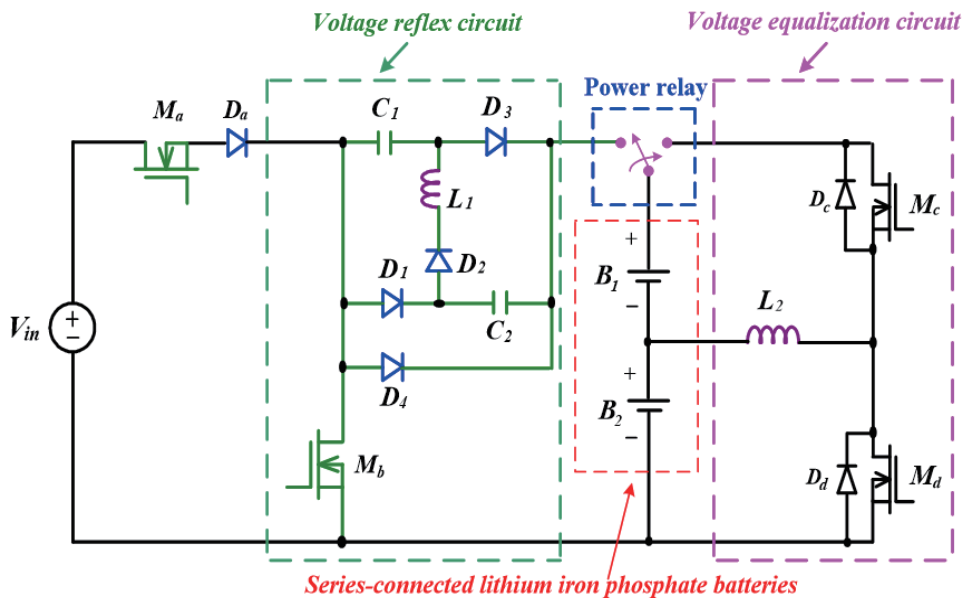 Voltage reflex circuit
Voltage equalization circuit
Power relay
Ma
Da
C1
D3
L1
D2
D1
C2
D4
Mb
Vin
+
−
+
B1
−
+
B2
−
L2
Dc
Mc
Dd
Md
Series-connected lithium iron phosphate batteries